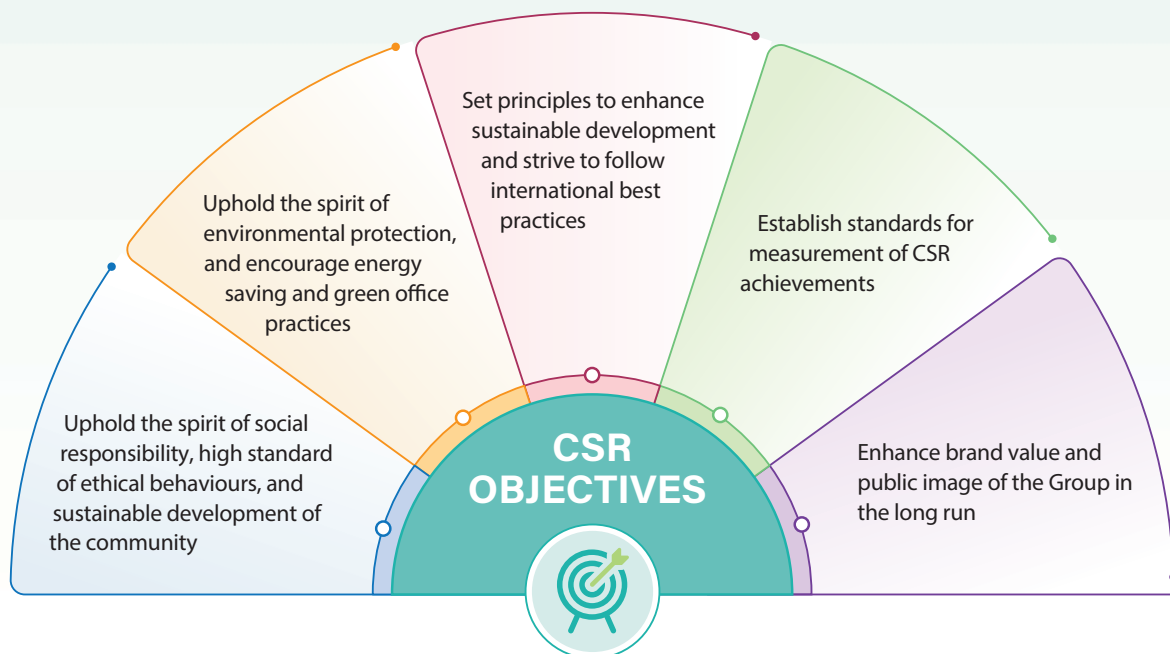 Uphold the spirit of social
responsibility, high standard
of ethical behaviours, and
sustainable development of
the community
Uphold the spirit of
environmental protection,
and encourage energy
saving and green office
practices
Set principles to enhance
sustainable development
and strive to follow
international best
practices
Establish standards for
measurement of CSR
achievements
Enhance brand value and
public image of the Group in
the long run
CSR
OBJECTIVES